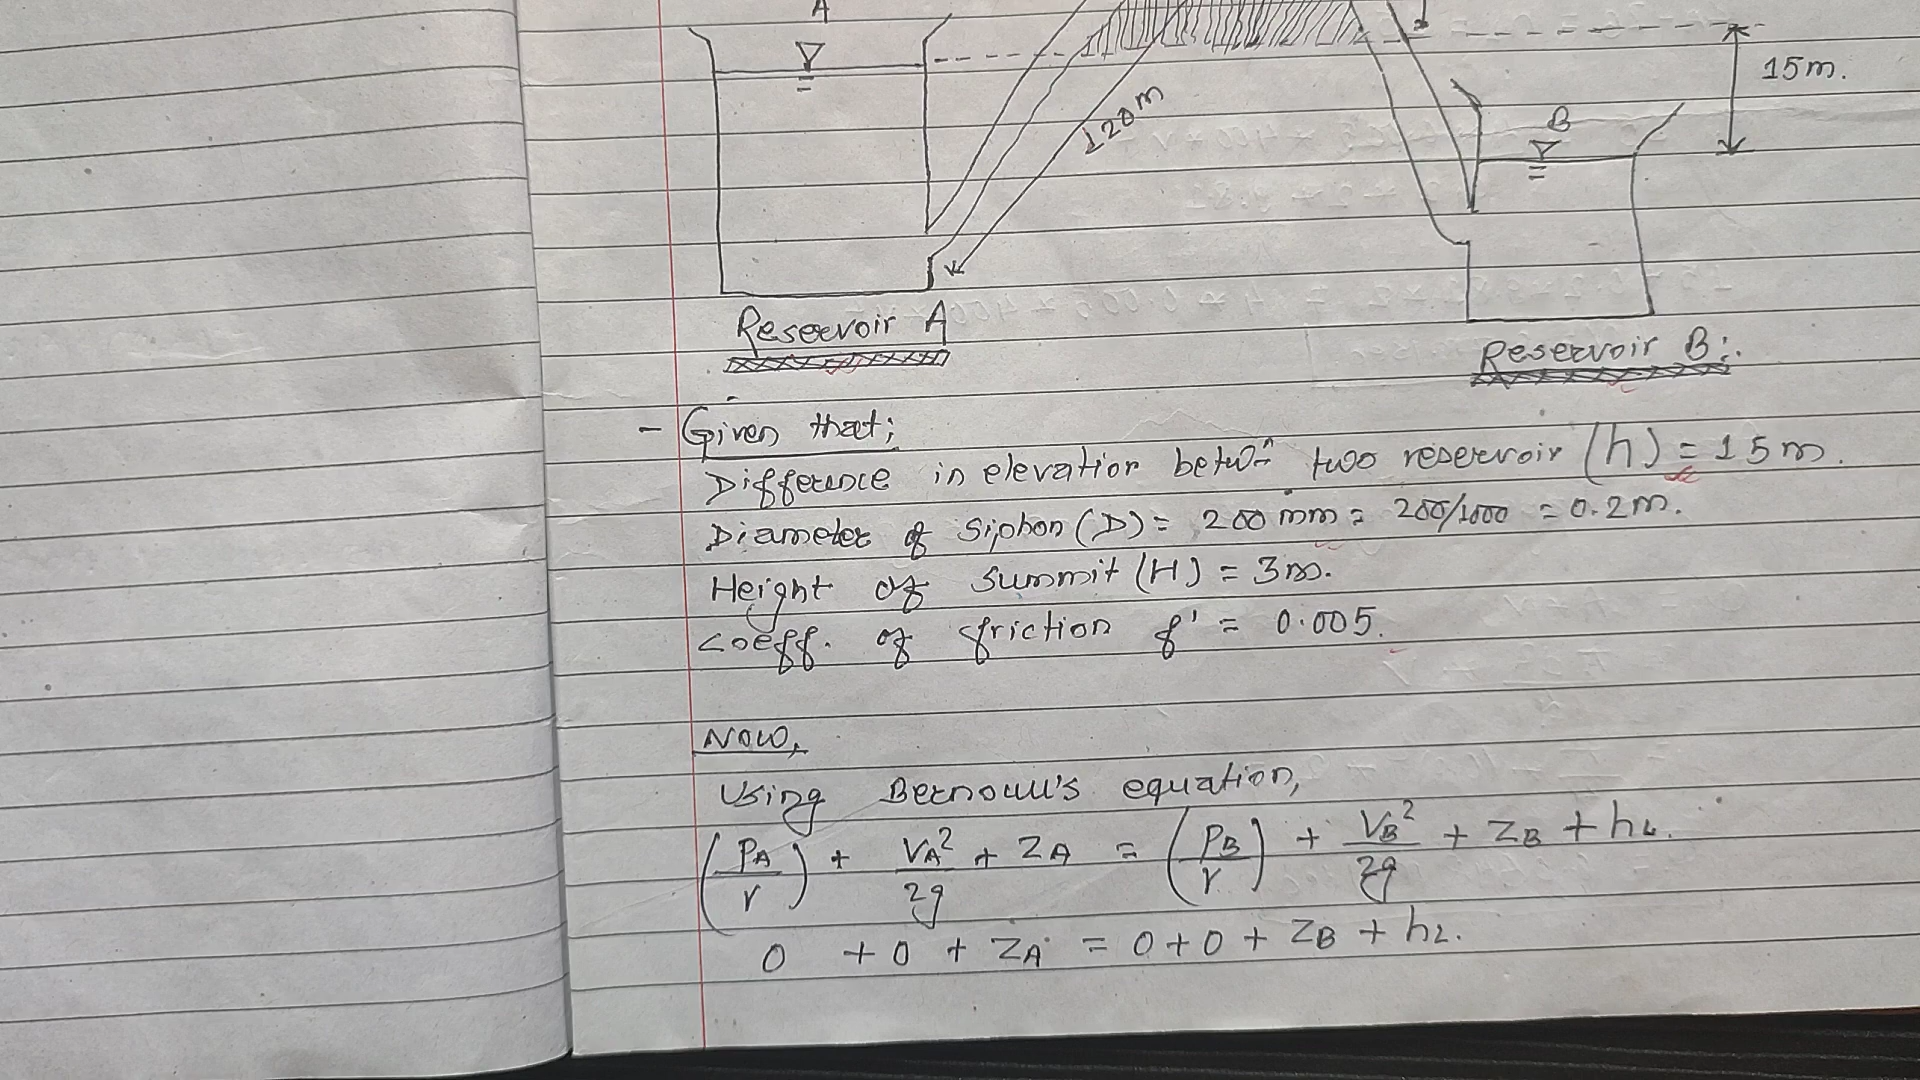 A
15m.
120m
B
Reservoir A
Reservoir B:.
- Given that;
Difference in elevation betwⁿ two reservoir (h) = 15m.
Diameter of Siphon (D) = 200 mm = 200/1000 = 0.2m.
Height of summit (H) = 3m.
Coeff. of friction f' = 0.005.
Now,
Using Bernoulli's equation,
(PA/r) + VA²/2g + ZA = (PB/r) + VB²/2g + ZB + hL.
0 + 0 + ZA = 0 + 0 + ZB + hL.